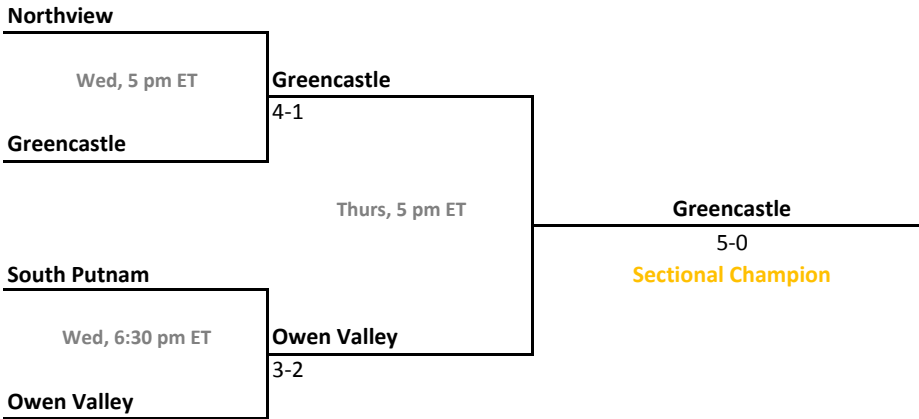 Northview
Wed, 5 pm ET
Greencastle
4-1
Greencastle
Thurs, 5 pm ET
Greencastle
5-0
Sectional Champion
South Putnam
Wed, 6:30 pm ET
Owen Valley
3-2
Owen Valley